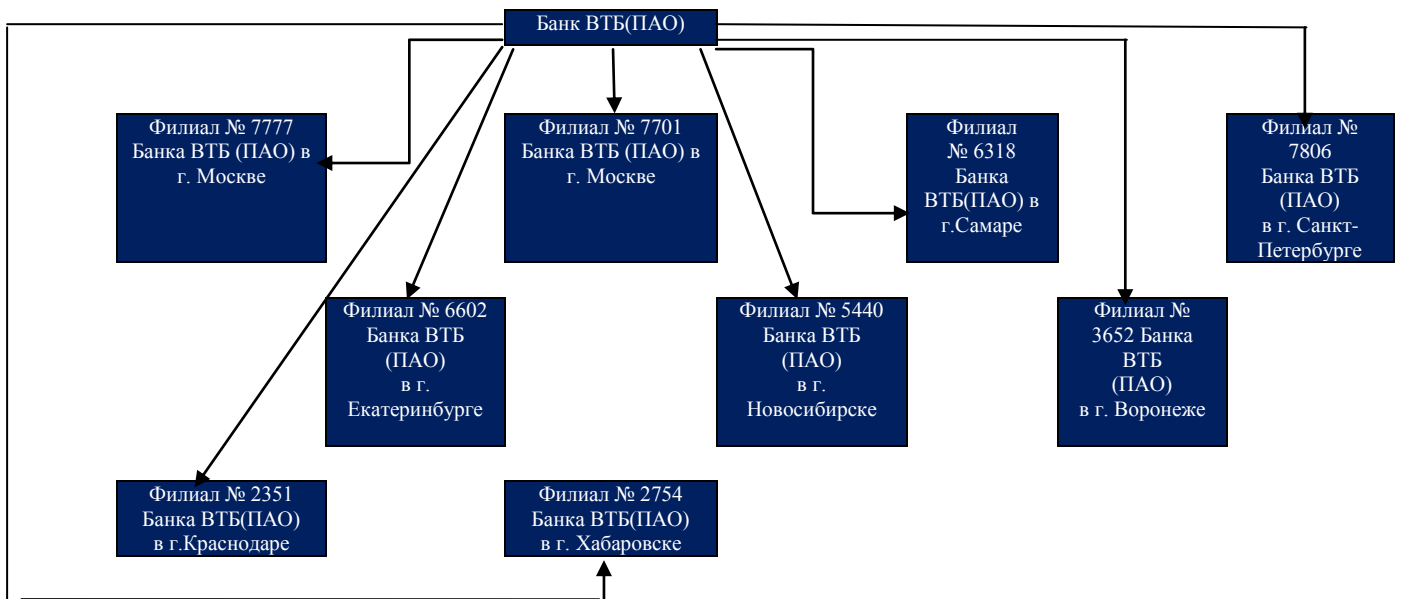 Банк ВТБ(ПАО)
Филиал № 7777
Банка ВТБ (ПАО) в
г. Москве
Филиал № 7701
Банка ВТБ (ПАО) в
г. Москве
Филиал
№ 6318
Банка
ВТБ(ПАО) в
г.Самаре
Филиал №
7806
Банка ВТБ
(ПАО)
в г. Санкт-
Петербурге
Филиал № 6602
Банка ВТБ
(ПАО)
в г.
Екатеринбурге
Филиал № 5440
Банка ВТБ
(ПАО)
в г.
Новосибирске
Филиал №
3652 Банка
ВТБ
(ПАО)
в г. Воронеже
Филиал № 2351
Банка ВТБ(ПАО)
в г.Краснодаре
Филиал № 2754
Банка ВТБ(ПАО)
в г. Хабаровске